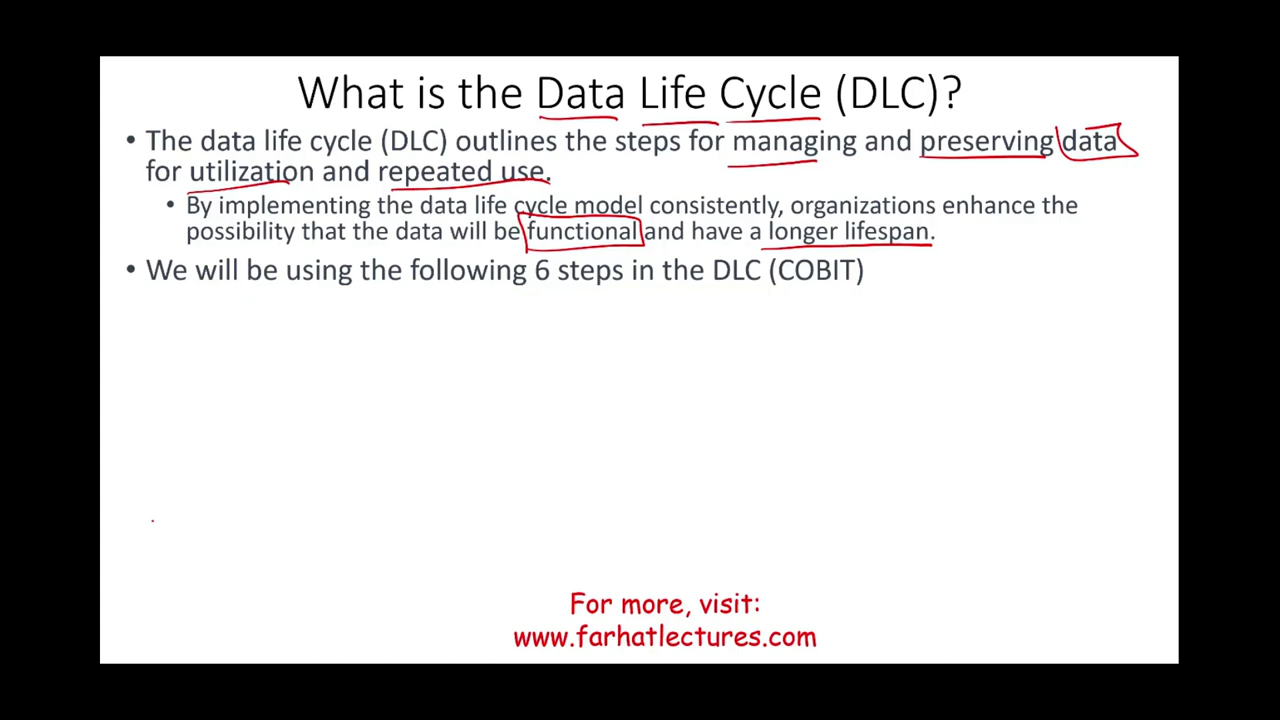 What is the Data Life Cycle (DLC)?
• The data life cycle (DLC) outlines the steps for managing and preserving data
for utilization and repeated use.
• By implementing the data life cycle model consistently, organizations enhance the
possibility that the data will be functional and have a longer lifespan.
• We will be using the following 6 steps in the DLC (COBIT)
For more, visit:
www.farhatlectures.com